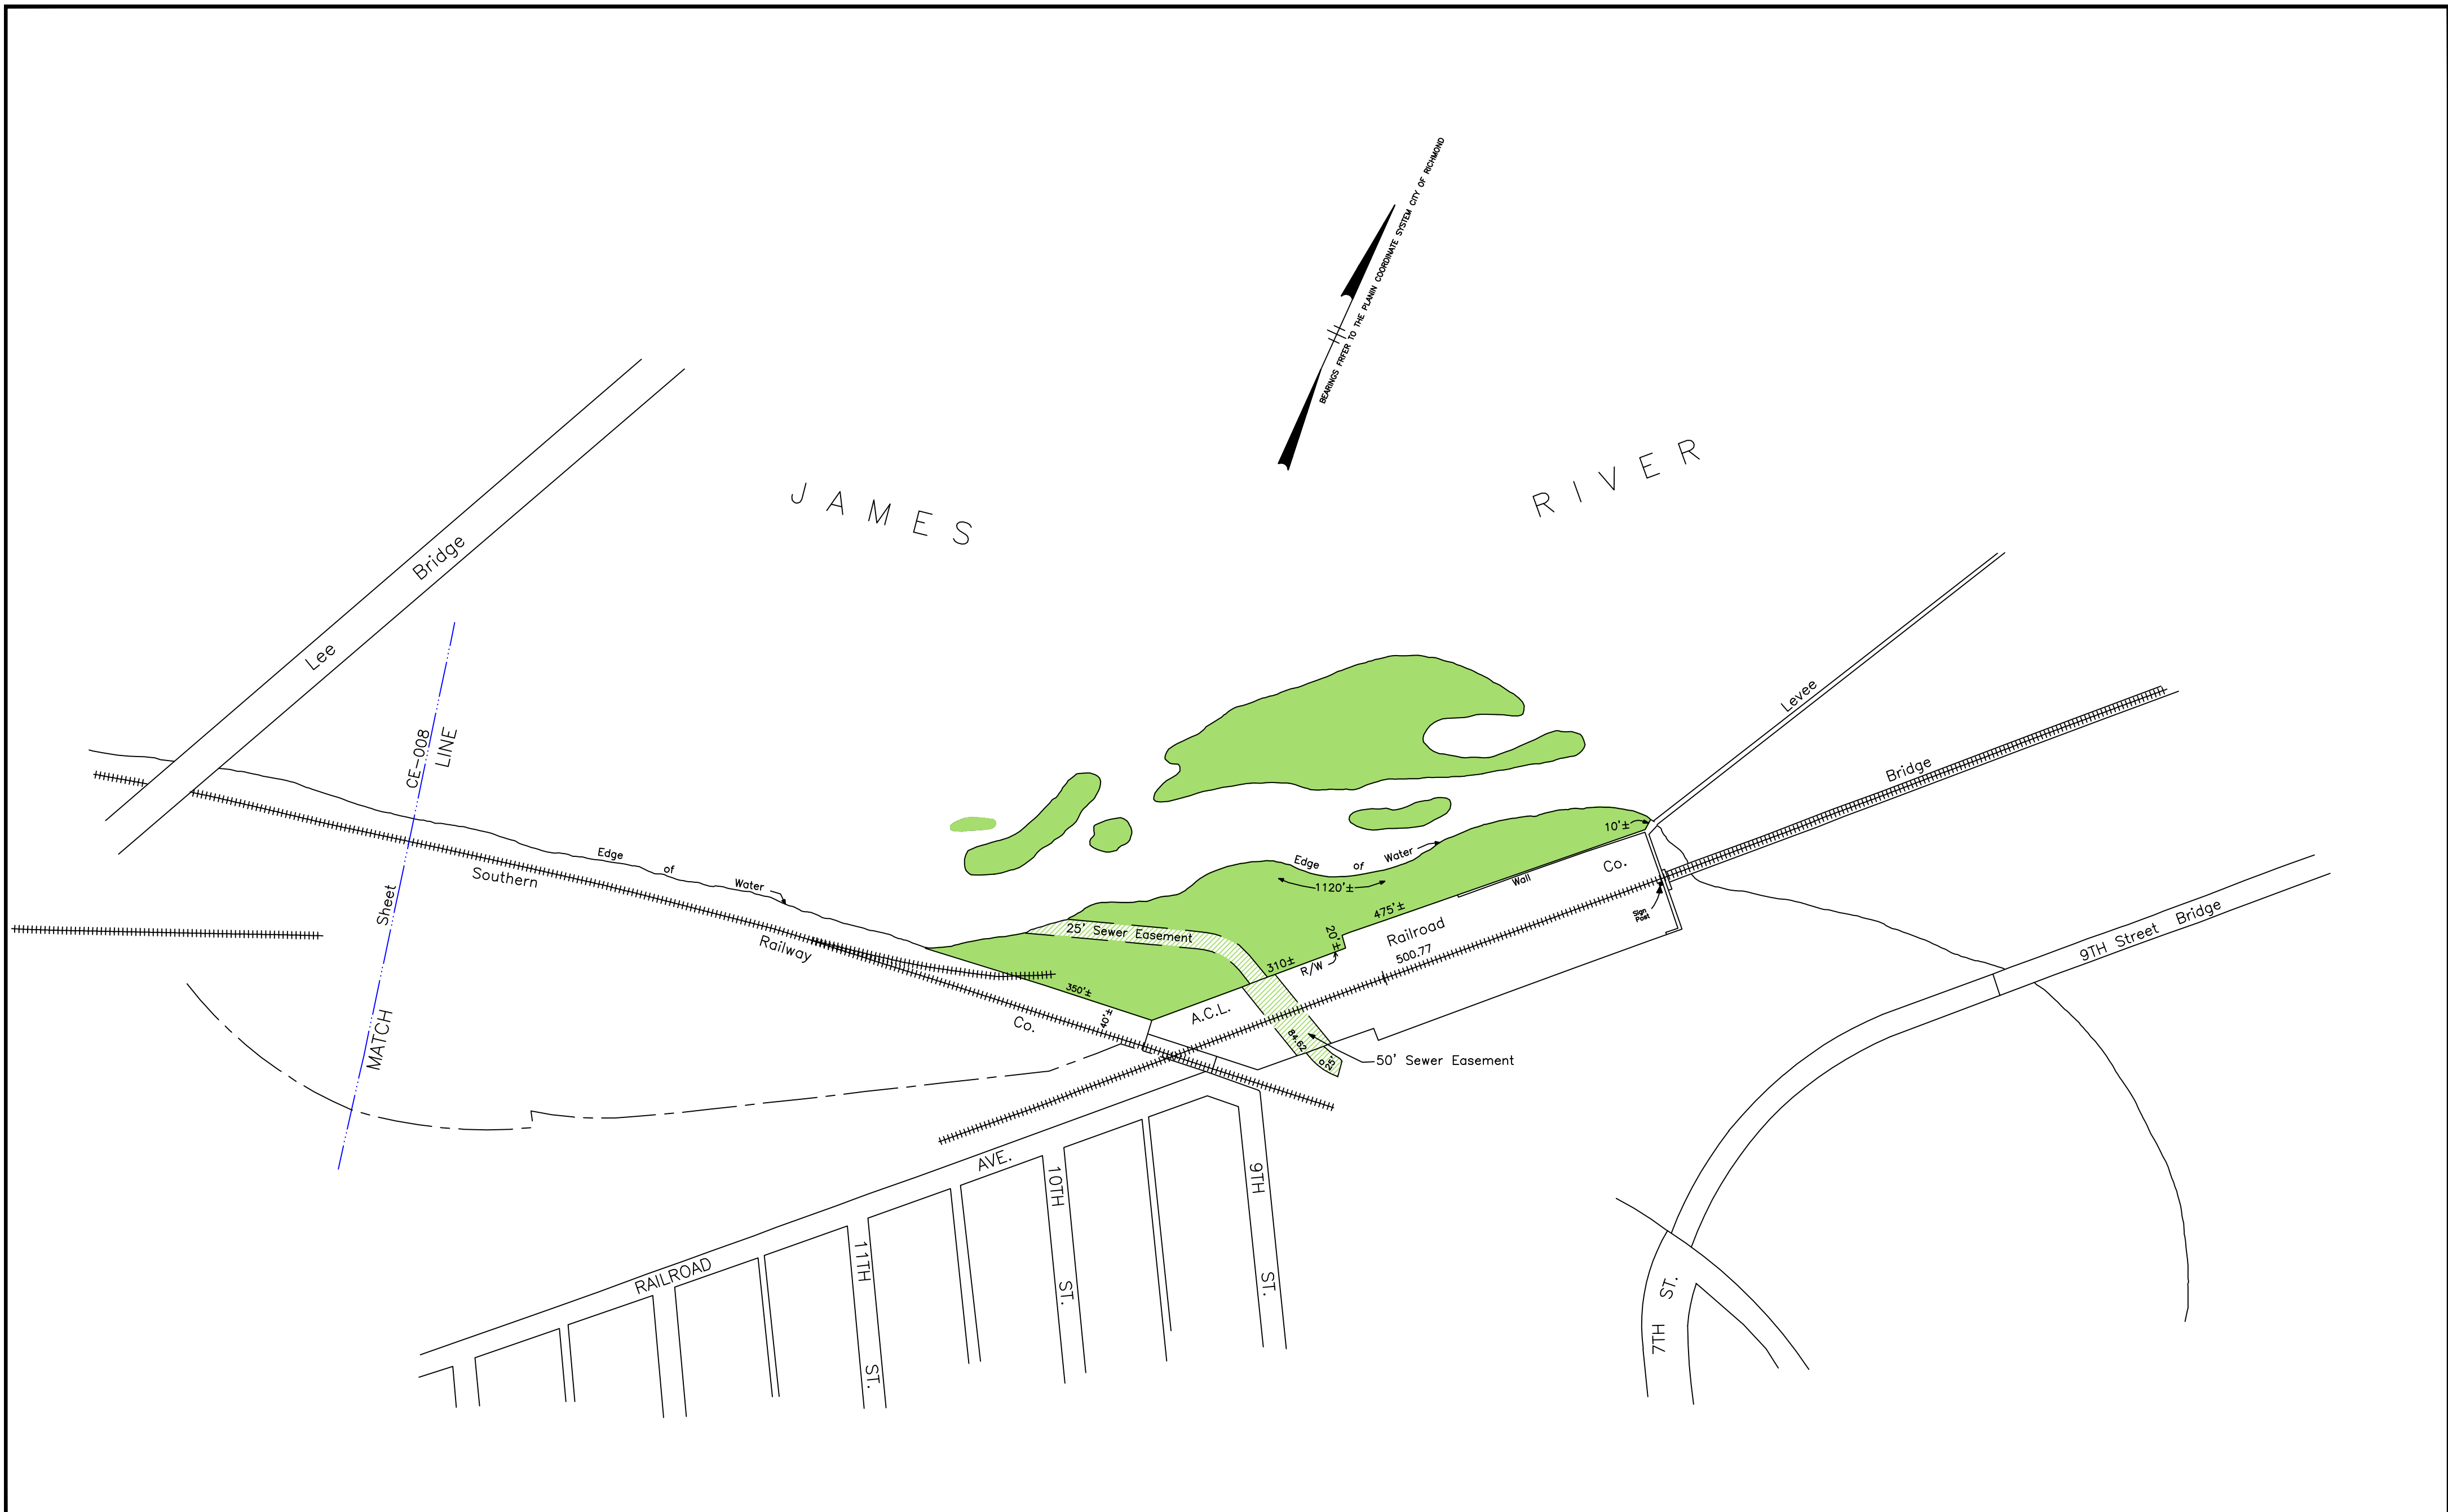 BEARINGS FRFER TO THE PLANIN COORDINATE SYSTEM CITY OF RICHMOND
JAMES RIVER
Lee Bridge
MATCH Sheet CE-008 LINE
Southern Railway Co.
Edge of Water
Levee
Bridge
Edge of Water
1120'±
10'±
Wall
475'±
20'±
310±
R/W
A.C.L. Railroad Co.
500.77
Sign
Post
25' Sewer Easement
350'±
40'±
84.62
50' Sewer Easement
9TH Street Bridge
RAILROAD AVE.
11TH ST.
10TH ST.
9TH ST.
7TH ST.